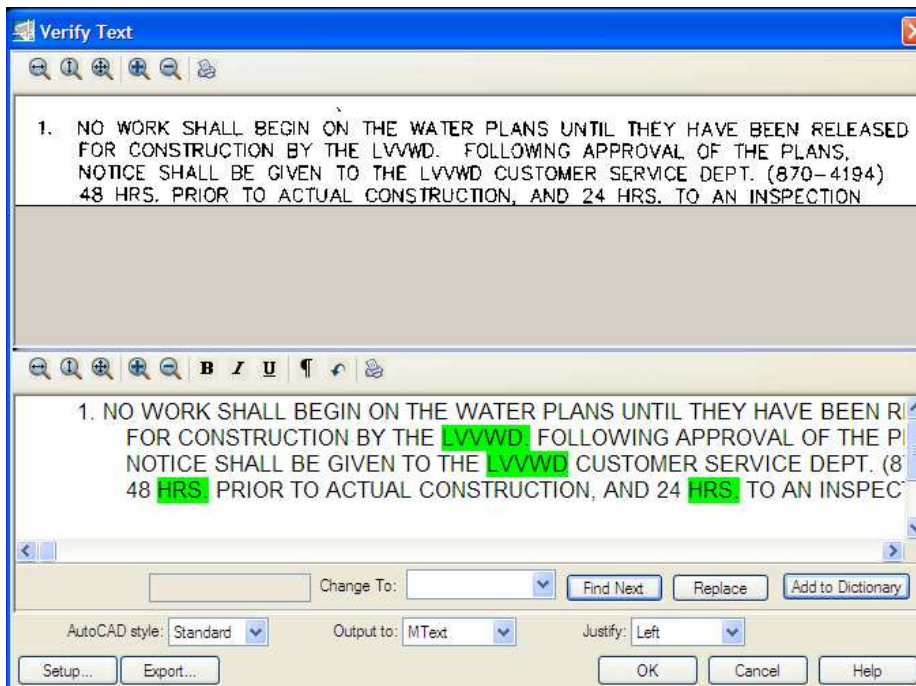 Verify Text
1. NO WORK SHALL BEGIN ON THE WATER PLANS UNTIL THEY HAVE BEEN RELEASED
FOR CONSTRUCTION BY THE LVVWD. FOLLOWING APPROVAL OF THE PLANS,
NOTICE SHALL BE GIVEN TO THE LVVWD CUSTOMER SERVICE DEPT. (870-4194)
48 HRS. PRIOR TO ACTUAL CONSTRUCTION, AND 24 HRS. TO AN INSPECTION
B I U ¶
1. NO WORK SHALL BEGIN ON THE WATER PLANS UNTIL THEY HAVE BEEN R
FOR CONSTRUCTION BY THE LVVWD. FOLLOWING APPROVAL OF THE P
NOTICE SHALL BE GIVEN TO THE LVVWD CUSTOMER SERVICE DEPT. (8
48 HRS. PRIOR TO ACTUAL CONSTRUCTION, AND 24 HRS. TO AN INSPEC
Change To: Find Next Replace Add to Dictionary
AutoCAD style: Standard Output to: MText Justify: Left
Setup... Export... OK Cancel Help